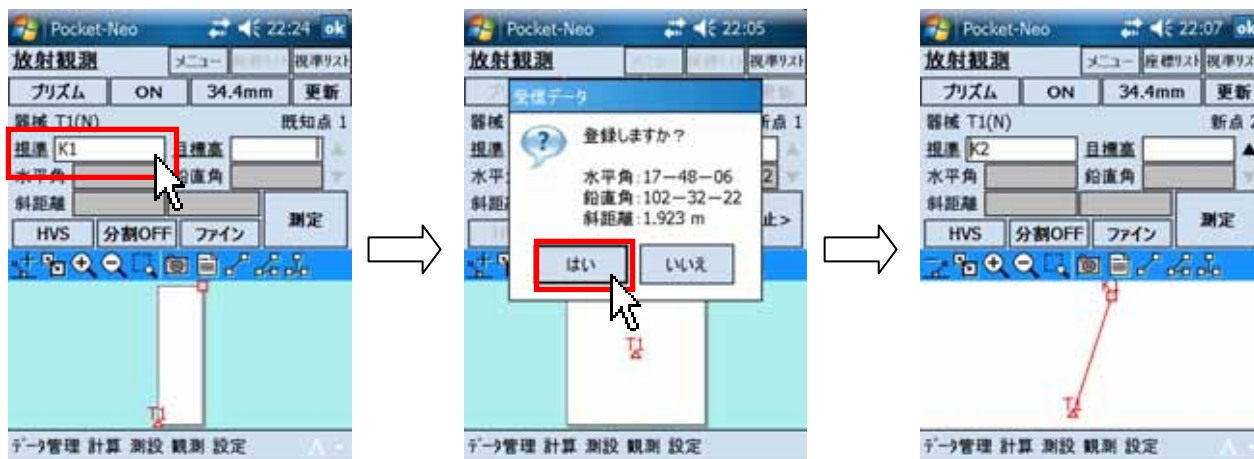 Pocket-Neo 22:24 ok
放射観測 メニュー 視準リスト
プリズム ON 34.4mm 更新
器械 T1(N) 既知点 1
視準 K1 目標高
水平角 鉛直角
斜距離 測定
HVS 分割OFF ファイン
T1
データ管理 計算 測設 観測 設定
Pocket-Neo 22:05
放射観測 視準リスト
受信データ
器械 新点 1
視準 登録しますか？
水平角:17-48-06
鉛直角:102-32-22
斜距離:1.923 m
はい いいえ
T1
データ管理 計算 測設 観測 設定
Pocket-Neo 22:07 ok
放射観測 メニュー 座標リスト 視準リスト
プリズム ON 34.4mm 更新
器械 T1(N) 新点 2
視準 K2 目標高
水平角 鉛直角
斜距離 測定
HVS 分割OFF ファイン
K1
T1
データ管理 計算 測設 観測 設定